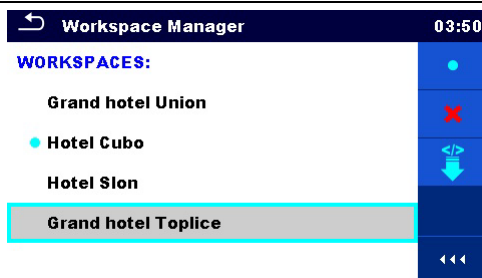 Workspace Manager 03:50
WORKSPACES:
Grand hotel Union
Hotel Cubo
Hotel Slon
Grand hotel Toplice